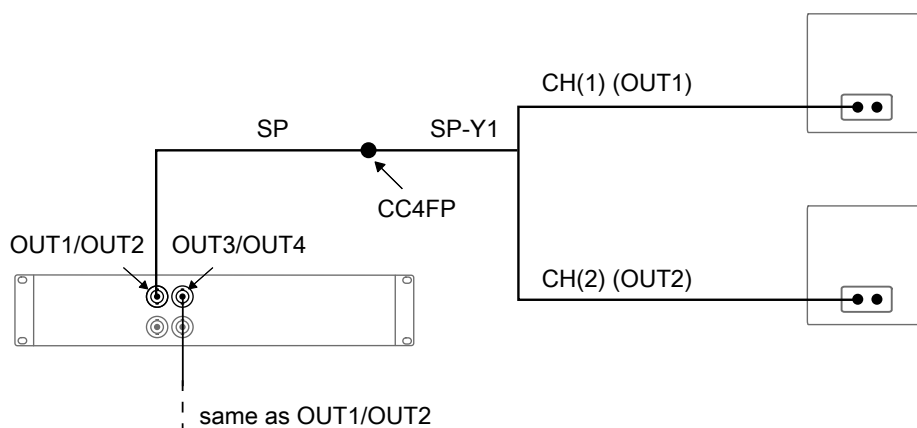 CH(1) (OUT1)
SP
SP-Y1
CC4FP
OUT1/OUT2
OUT3/OUT4
CH(2) (OUT2)
same as OUT1/OUT2